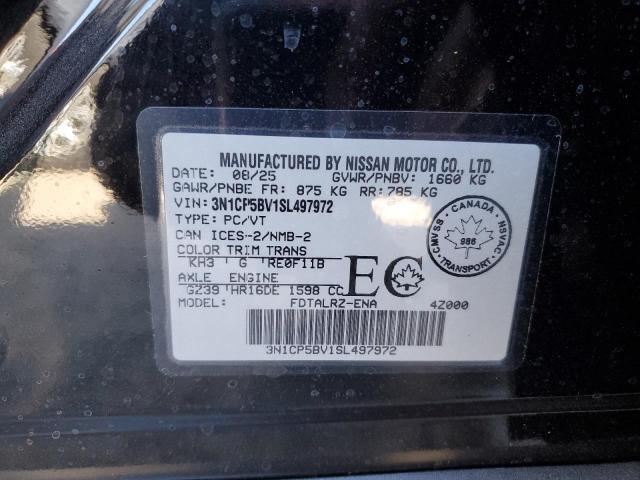 MANUFACTURED BY NISSAN MOTOR CO., LTD.
DATE: 08/25 GVWR/PNBV: 1660 KG
GAWR/PNBE FR: 875 KG RR: 795 KG
VIN: 3N1CP5BV1SL497972
TYPE: PC/VT
CAN ICES-2/NMB-2
COLOR TRIM TRANS
KH3 G RE0F11B
AXLE ENGINE
GZ39 HR16DE 1598 CC
MODEL: FDTALRZ-ENA 4Z000
EC
CANADA
CMVSS
NSVAC
986
TRANSPORT
3N1CP5BV1SL497972